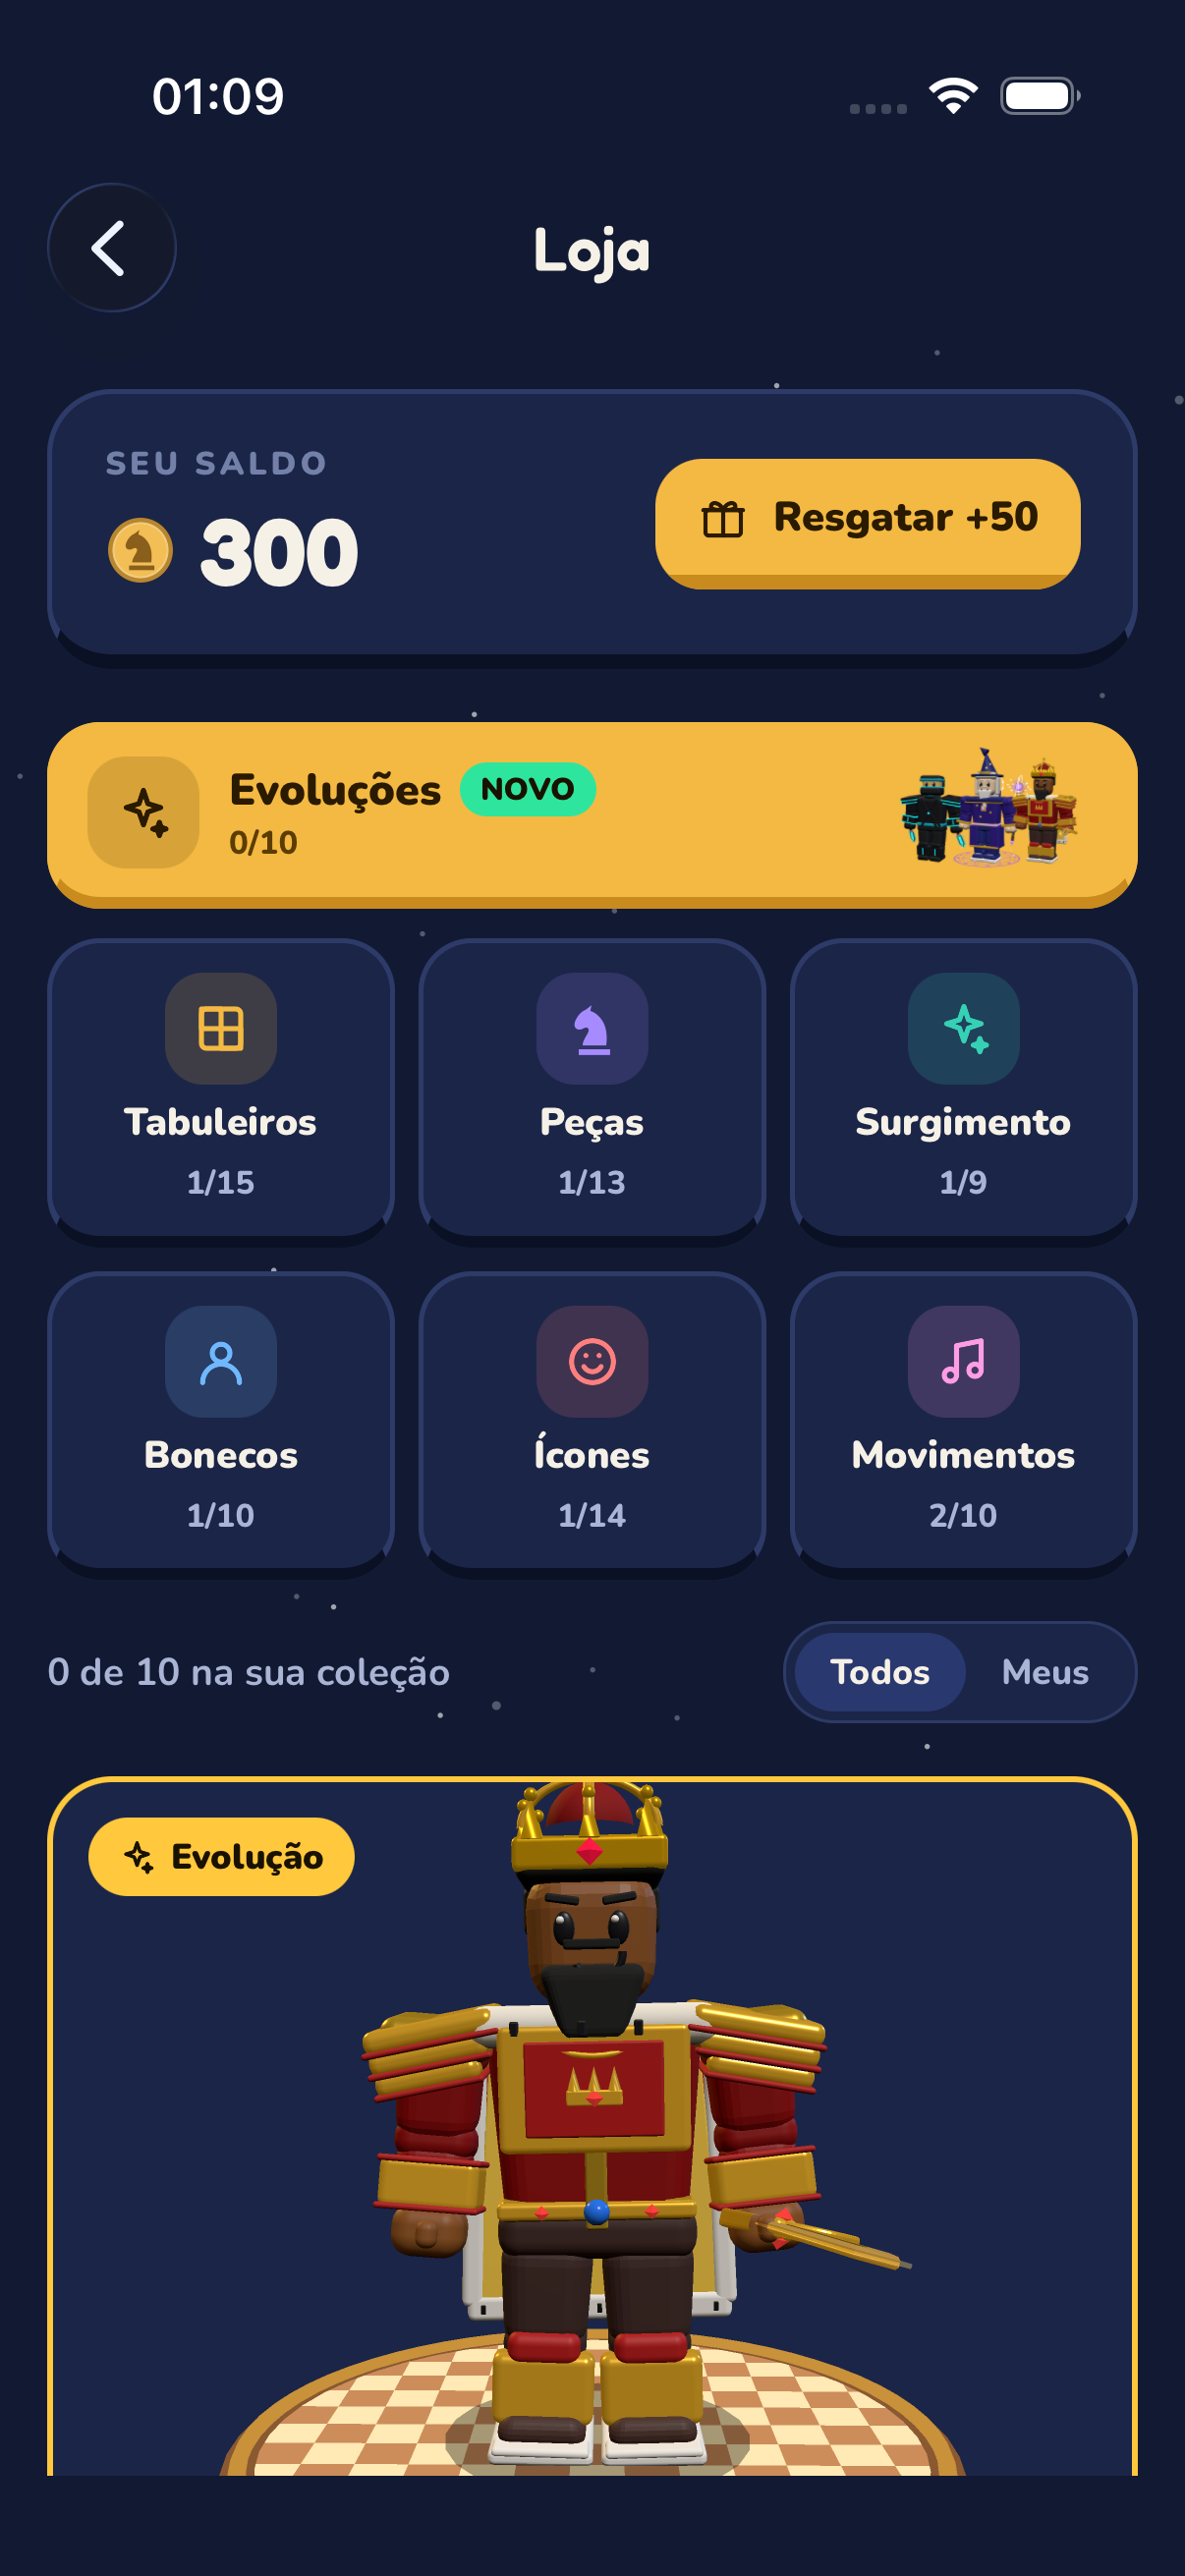 01:09
Loja
SEU SALDO
300
Resgatar +50
Evoluções NOVO
0/10
Tabuleiros
1/15
Peças
1/13
Surgimento
1/9
Bonecos
1/10
Ícones
1/14
Movimentos
2/10
0 de 10 na sua coleção
Todos Meus
Evolução